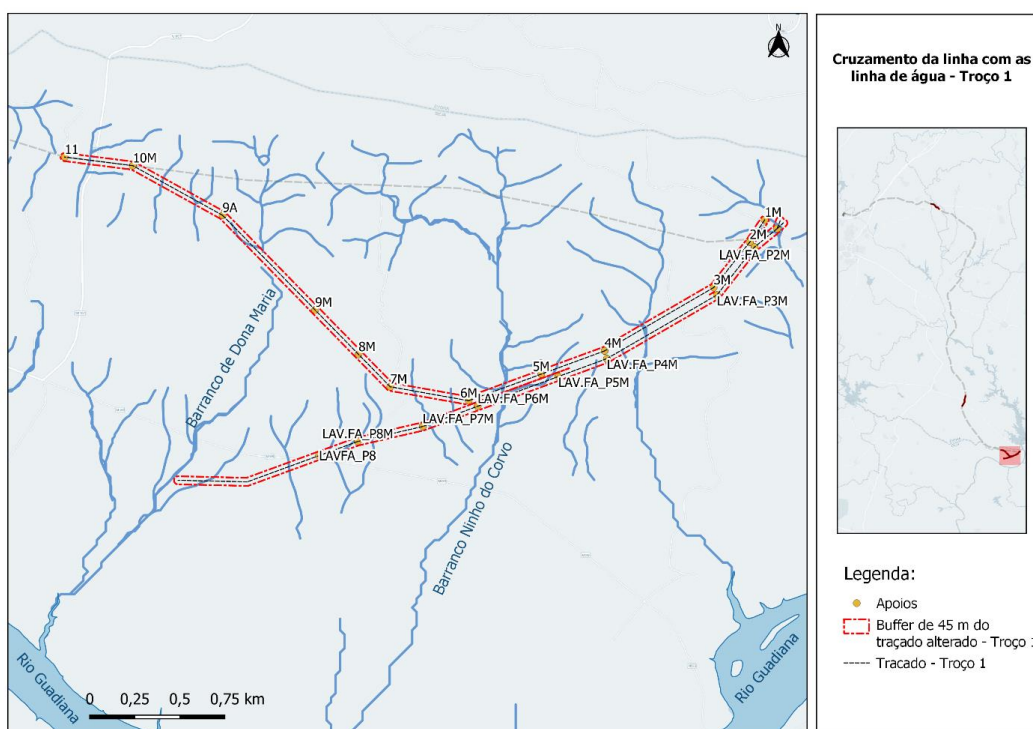 N
Cruzamento da linha com as
linha de água - Troço 1
11
10M
9A
1M
2M
LAV.FA_P2M
3M
LAV.FA_P3M
9M
4M
LAV.FA_P4M
8M
5M
LAV.FA_P5M
7M
6M
LAV.FA_P6M
LAV.FA_P7M
LAV.FA_P8M
LAVFA_P8
Barranco de Dona Maria
Barranco Ninho do Corvo
Rio Guadiana
Rio Guadiana
0 0,25 0,5 0,75 km
Legenda:
Apoios
Buffer de 45 m do
traçado alterado - Troço
Tracado - Troço 1